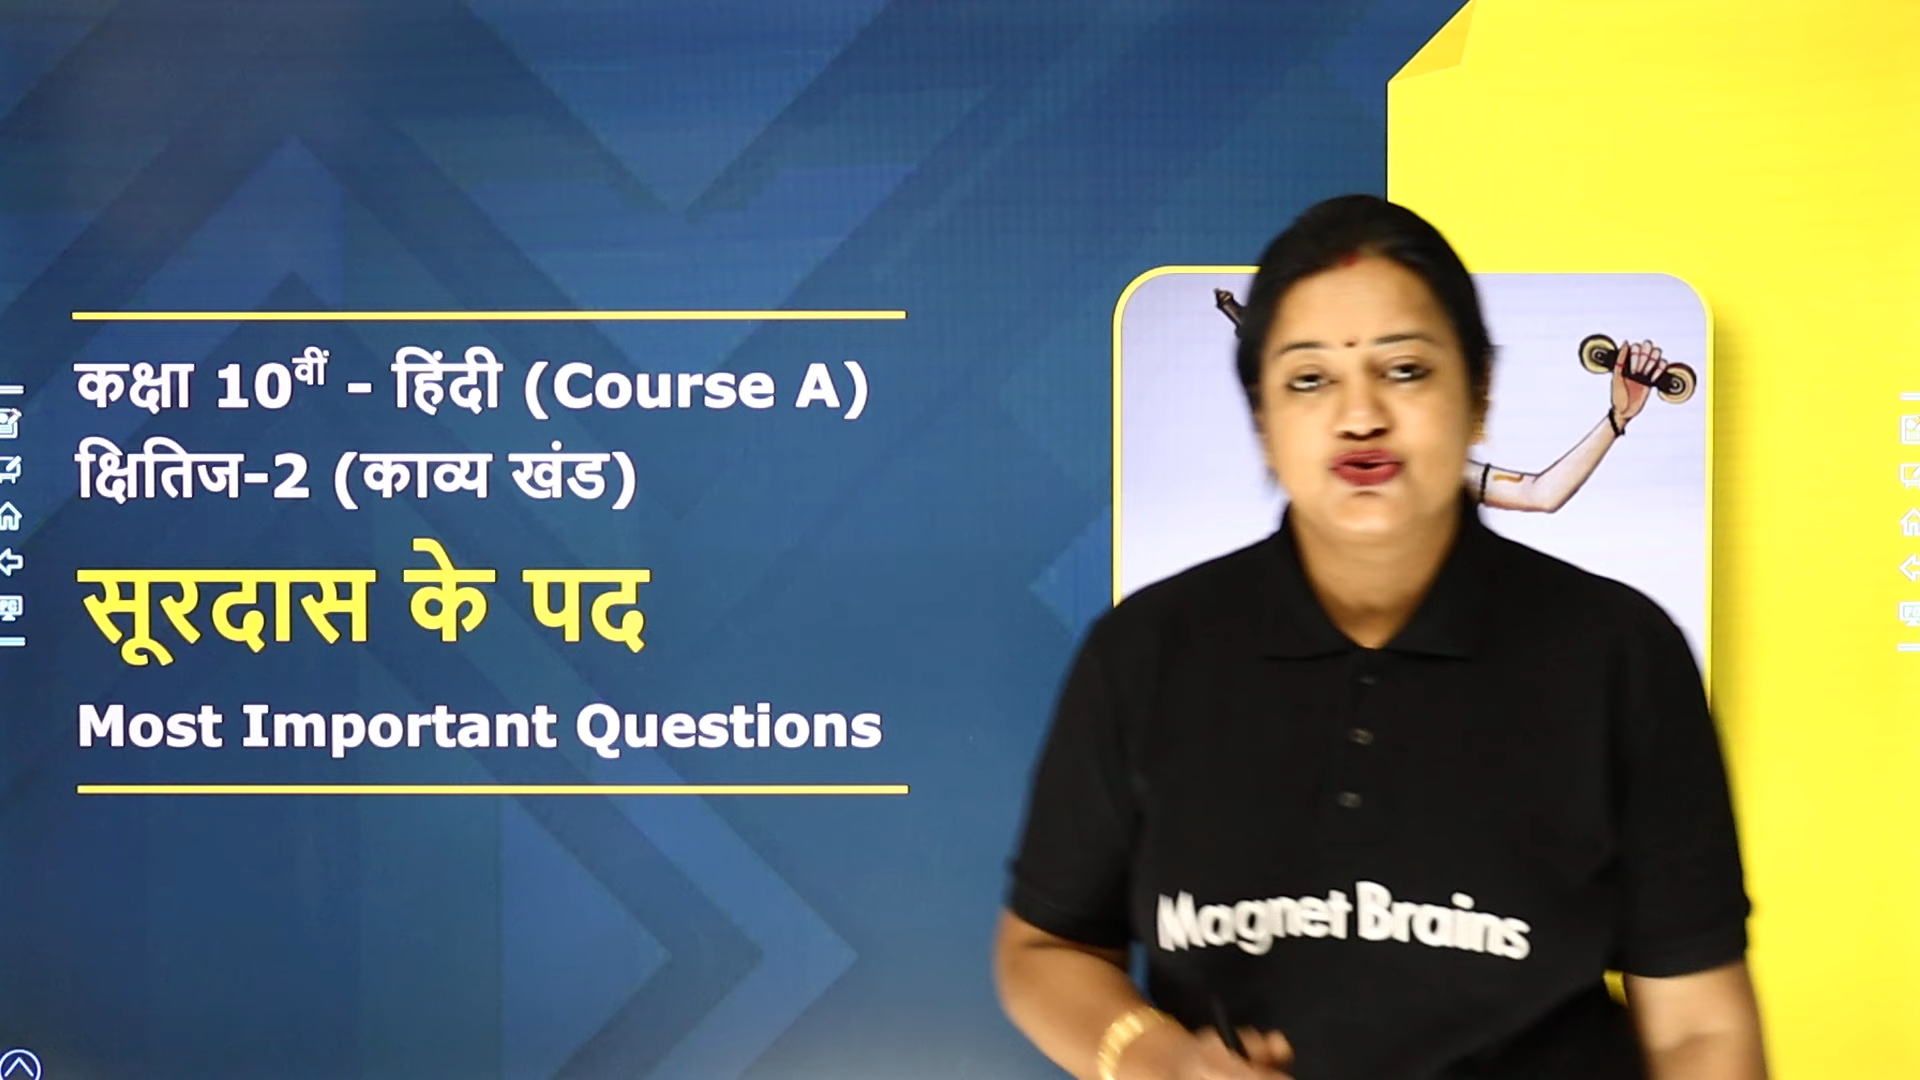 कक्षा 10वीं - हिंदी (Course A)
क्षितिज-2 (काव्य खंड)
सूरदास के पद
Most Important Questions
Magnet Brains